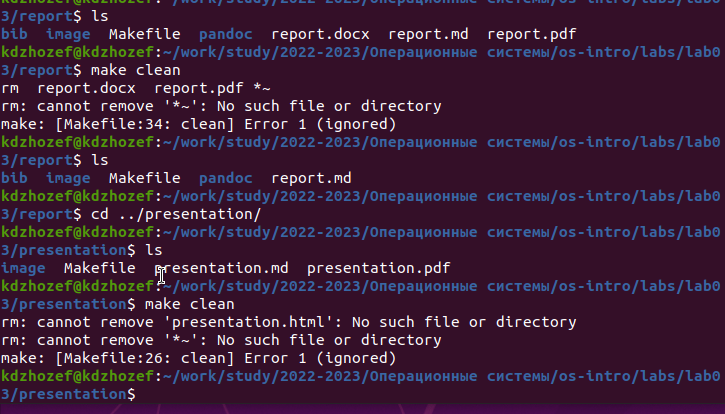 3/report$ ls
bib  image  Makefile  pandoc  report.docx  report.md  report.pdf
kdzhozef@kdzhozef:~/work/study/2022-2023/Операционные системы/os-intro/labs/lab0
3/report$ make clean
rm  report.docx  report.pdf *~
rm: cannot remove '*~': No such file or directory
make: [Makefile:34: clean] Error 1 (ignored)
kdzhozef@kdzhozef:~/work/study/2022-2023/Операционные системы/os-intro/labs/lab0
3/report$ ls
bib  image  Makefile  pandoc  report.md
kdzhozef@kdzhozef:~/work/study/2022-2023/Операционные системы/os-intro/labs/lab0
3/report$ cd ../presentation/
kdzhozef@kdzhozef:~/work/study/2022-2023/Операционные системы/os-intro/labs/lab0
3/presentation$ ls
image  Makefile  presentation.md  presentation.pdf
kdzhozef@kdzhozef:~/work/study/2022-2023/Операционные системы/os-intro/labs/lab0
3/presentation$ make clean
rm: cannot remove 'presentation.html': No such file or directory
rm: cannot remove '*~': No such file or directory
make: [Makefile:26: clean] Error 1 (ignored)
kdzhozef@kdzhozef:~/work/study/2022-2023/Операционные системы/os-intro/labs/lab0
3/presentation$